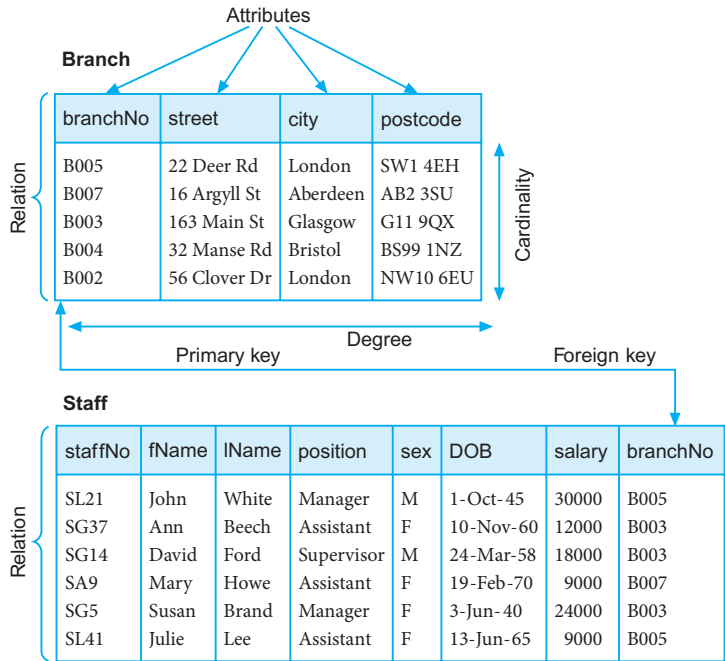 Attributes
Branch
branchNo street city postcode
B005 22 Deer Rd London SW1 4EH
B007 16 Argyll St Aberdeen AB2 3SU
B003 163 Main St Glasgow G11 9QX
B004 32 Manse Rd Bristol BS99 1NZ
B002 56 Clover Dr London NW10 6EU
Relation
Cardinality
Degree
Primary key
Foreign key
Staff
staffNo fName lName position sex DOB salary branchNo
SL21 John White Manager M 1-Oct-45 30000 B005
SG37 Ann Beech Assistant F 10-Nov-60 12000 B003
SG14 David Ford Supervisor M 24-Mar-58 18000 B003
SA9 Mary Howe Assistant F 19-Feb-70 9000 B007
SG5 Susan Brand Manager F 3-Jun-40 24000 B003
SL41 Julie Lee Assistant F 13-Jun-65 9000 B005
Relation